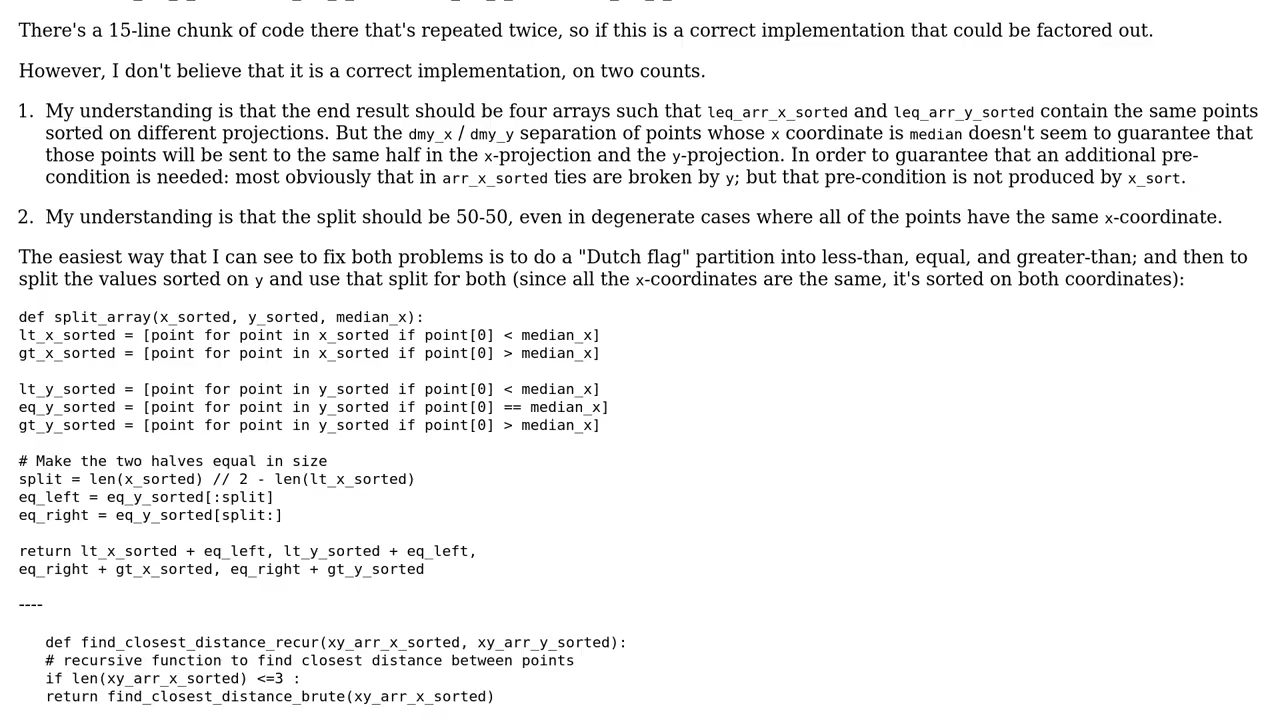 There's a 15-line chunk of code there that's repeated twice, so if this is a correct implementation that could be factored out.
However, I don't believe that it is a correct implementation, on two counts.
1. My understanding is that the end result should be four arrays such that leq_arr_x_sorted and leq_arr_y_sorted contain the same points
sorted on different projections. But the dmy_x / dmy_y separation of points whose x coordinate is median doesn't seem to guarantee that
those points will be sent to the same half in the x-projection and the y-projection. In order to guarantee that an additional pre-
condition is needed: most obviously that in arr_x_sorted ties are broken by y; but that pre-condition is not produced by x_sort.
2. My understanding is that the split should be 50-50, even in degenerate cases where all of the points have the same x-coordinate.
The easiest way that I can see to fix both problems is to do a "Dutch flag" partition into less-than, equal, and greater-than; and then to
split the values sorted on y and use that split for both (since all the x-coordinates are the same, it's sorted on both coordinates):
def split_array(x_sorted, y_sorted, median_x):
lt_x_sorted = [point for point in x_sorted if point[0] < median_x]
gt_x_sorted = [point for point in x_sorted if point[0] > median_x]
lt_y_sorted = [point for point in y_sorted if point[0] < median_x]
eq_y_sorted = [point for point in y_sorted if point[0] == median_x]
gt_y_sorted = [point for point in y_sorted if point[0] > median_x]
# Make the two halves equal in size
split = len(x_sorted) // 2 - len(lt_x_sorted)
eq_left = eq_y_sorted[:split]
eq_right = eq_y_sorted[split:]
return lt_x_sorted + eq_left, lt_y_sorted + eq_left,
eq_right + gt_x_sorted, eq_right + gt_y_sorted
----
def find_closest_distance_recur(xy_arr_x_sorted, xy_arr_y_sorted):
# recursive function to find closest distance between points
if len(xy_arr_x_sorted) <=3 :
return find_closest_distance_brute(xy_arr_x_sorted)